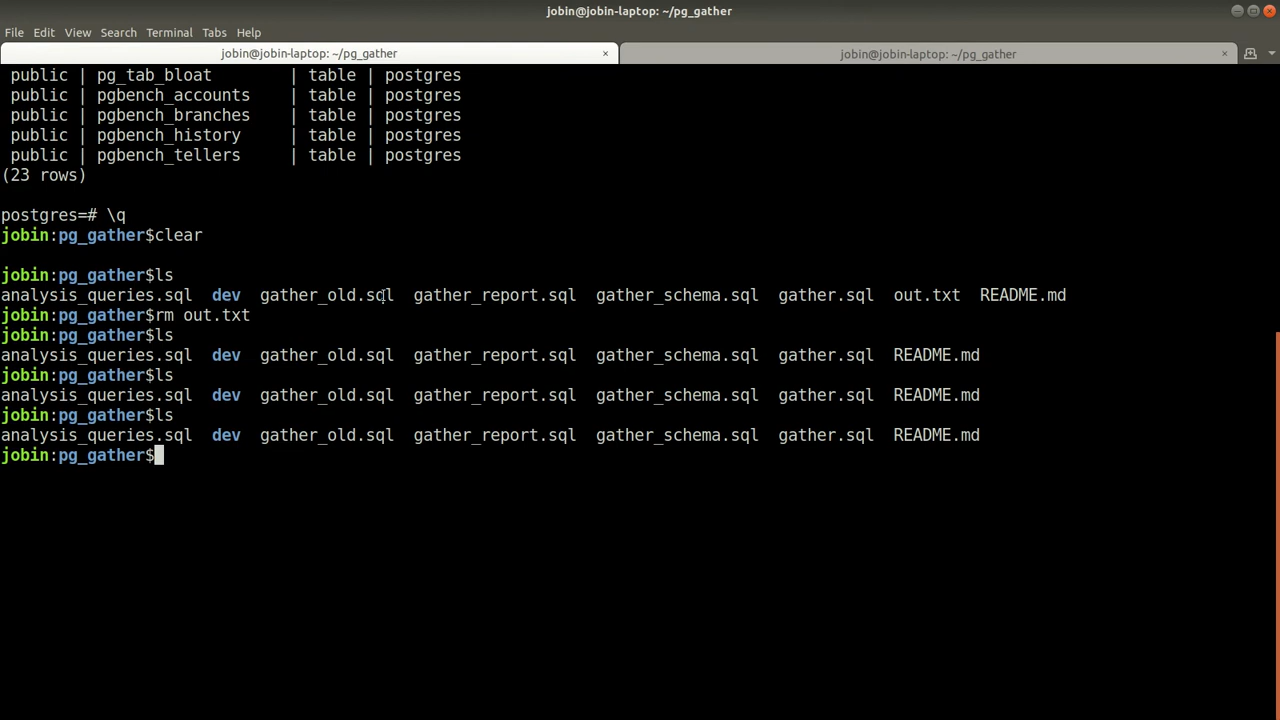 jobin@jobin-laptop: ~/pg_gather
File Edit View Search Terminal Tabs Help
jobin@jobin-laptop: ~/pg_gather × jobin@jobin-laptop: ~/pg_gather ×
public | pg_tab_bloat | table | postgres
public | pgbench_accounts | table | postgres
public | pgbench_branches | table | postgres
public | pgbench_history | table | postgres
public | pgbench_tellers | table | postgres
(23 rows)
postgres=# \q
jobin:pg_gather$clear
jobin:pg_gather$ls
analysis_queries.sql dev gather_old.sql gather_report.sql gather_schema.sql gather.sql out.txt README.md
jobin:pg_gather$rm out.txt
jobin:pg_gather$ls
analysis_queries.sql dev gather_old.sql gather_report.sql gather_schema.sql gather.sql README.md
jobin:pg_gather$ls
analysis_queries.sql dev gather_old.sql gather_report.sql gather_schema.sql gather.sql README.md
jobin:pg_gather$ls
analysis_queries.sql dev gather_old.sql gather_report.sql gather_schema.sql gather.sql README.md
jobin:pg_gather$